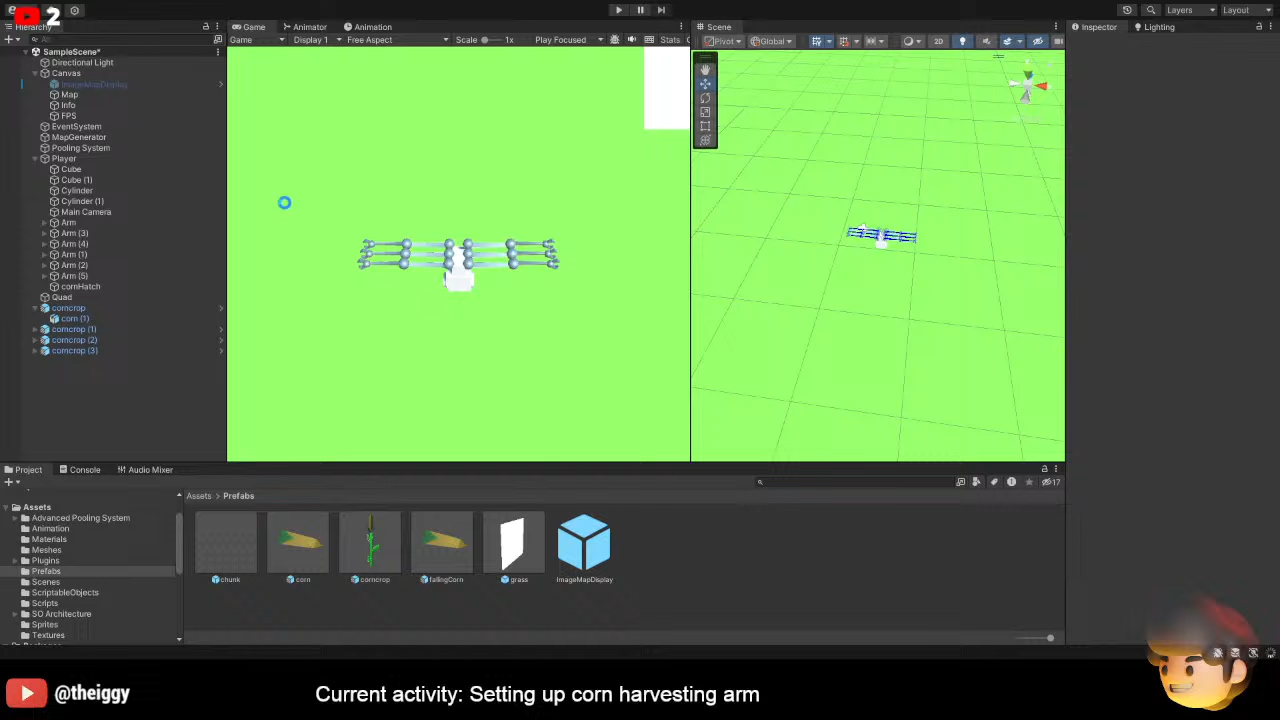 2
Layers
Layout
Hierarchy
Game
Animator
Animation
Scene
Inspector
Lighting
All
Game
Display 1
Free Aspect
Scale
1x
Play Focused
Stats
Pivot
Global
2D
SampleScene*
Directional Light
Canvas
ImageMapDisplay
Map
Info
FPS
EventSystem
MapGenerator
Pooling System
Player
Cube
Cube (1)
Cylinder
Cylinder (1)
Main Camera
Arm
Arm (3)
Arm (4)
Arm (1)
Arm (2)
Arm (5)
cornHatch
Quad
corncrop
corn (1)
corncrop (1)
corncrop (2)
corncrop (3)
Project
Console
Audio Mixer
17
Assets
Advanced Pooling System
Animation
Materials
Meshes
Plugins
Prefabs
Scenes
ScriptableObjects
Scripts
SO Architecture
Sprites
Textures
Assets > Prefabs
chunk
corn
corncrop
fallingCorn
grass
ImageMapDisplay
@theiggy
Current activity: Setting up corn harvesting arm